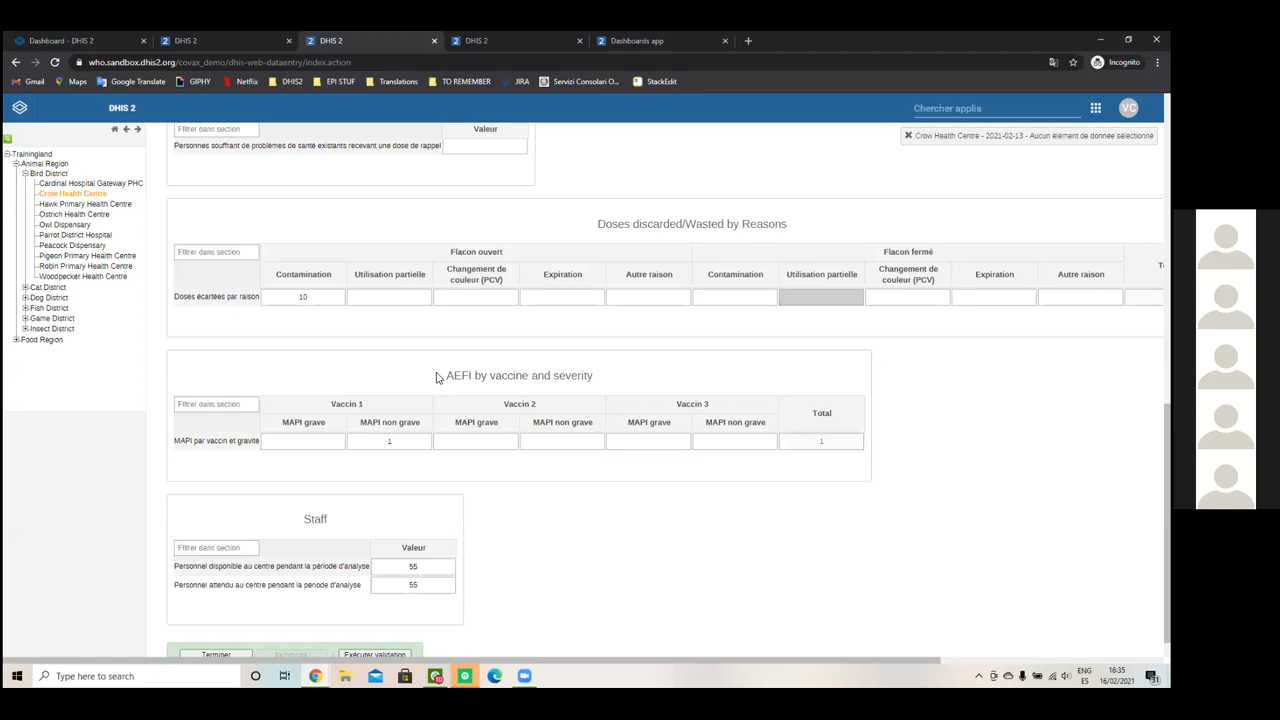 Dashboard - DHIS 2
DHIS 2
DHIS 2
DHIS 2
Dashboards app
who.sandbox.dhis2.org/covax_demo/dhis-web-dataentry/index.action
Incognito
Gmail
Maps
Google Translate
GIPHY
Netflix
DHIS2
EPI STUF
Translations
TO REMEMBER
JIRA
Servizi Consolari O...
StackEdit
DHIS 2
Chercher applis
VC
Crow Health Centre - 2021-02-13 - Aucun élement de donnée sélectionné
Trainingland
Animal Region
Bird District
Cardinal Hospital Gateway PHC
Crow Health Centre
Hawk Primary Health Centre
Ostrich Health Centre
Owl Dispensary
Parrot District Hospital
Peacock Dispensary
Pigeon Primary Health Centre
Robin Primary Health Centre
Woodpecker Health Centre
Cat District
Dog District
Fish District
Game District
Insect District
Food Region
Filtrer dans section
Valeur
Personnes souffrant de problèmes de santé existants recevant une dose de rappel
Doses discarded/Wasted by Reasons
Filtrer dans section
Flacon ouvert
Flacon fermé
Contamination
Utilisation partielle
Changement de couleur (PCV)
Expiration
Autre raison
Contamination
Utilisation partielle
Changement de couleur (PCV)
Expiration
Autre raison
Doses écartées par raison
10
AEFI by vaccine and severity
Filtrer dans section
Vaccin 1
Vaccin 2
Vaccin 3
Total
MAPI grave
MAPI non grave
MAPI grave
MAPI non grave
MAPI grave
MAPI non grave
MAPI par vaccin et gravité
1
1
Staff
Filtrer dans section
Valeur
Personnel disponible au centre pendant la période d'analyse
55
Personnel attendu au centre pendant la période d'analyse
55
Terminer
Exécuter validation
Type here to search
ENG
ES
16:35
16/02/2021